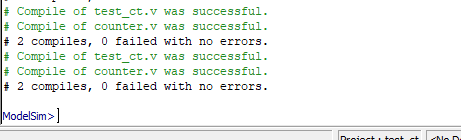 # Compile of test_ct.v was successful.
# Compile of counter.v was successful.
# 2 compiles, 0 failed with no errors.
# Compile of test_ct.v was successful.
# Compile of counter.v was successful.
# 2 compiles, 0 failed with no errors.
ModelSim>
Project : test_ct <No D